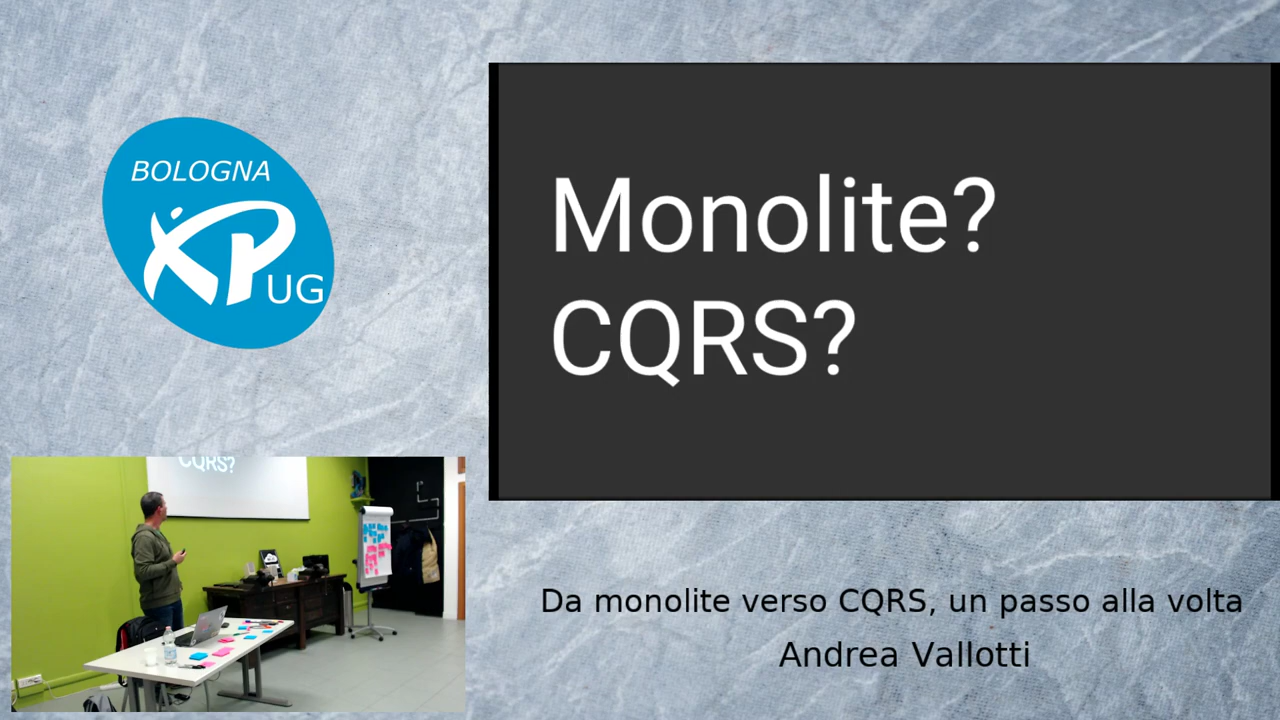 BOLOGNA
XP
UG
Monolite?
CQRS?
CQRS?
Da monolite verso CQRS, un passo alla volta
Andrea Vallotti